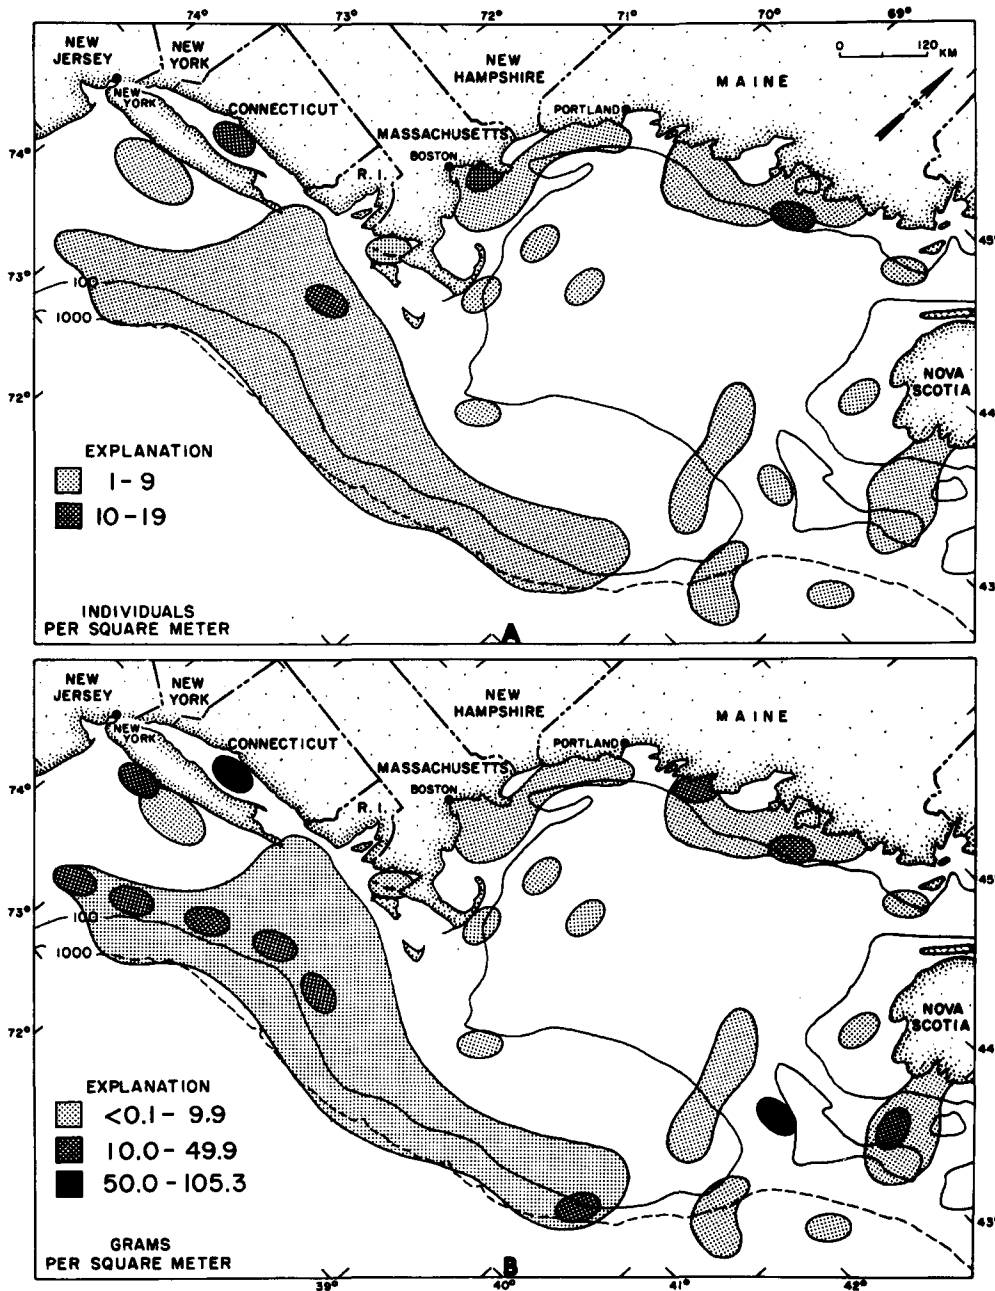 74° 73° 72° 71° 70° 69°
NEW
JERSEY
NEW
YORK
NEW
HAMPSHIRE
MAINE
0 120
KM
NEW
YORK
CONNECTICUT
MASSACHUSETTS
BOSTON
PORTLAND
R. I.
74°
45°
73°
100
1000
NOVA
SCOTIA
72°
44°
EXPLANATION
1-9
10-19
43°
INDIVIDUALS
PER SQUARE METER
A
NEW
JERSEY
NEW
YORK
NEW
HAMPSHIRE
MAINE
NEW
YORK
CONNECTICUT
MASSACHUSETTS
BOSTON
PORTLAND
R. I.
74°
45°
73°
100
1000
NOVA
SCOTIA
72°
44°
EXPLANATION
<0.1- 9.9
10.0- 49.9
50.0-105.3
43°
GRAMS
PER SQUARE METER
B
39° 40° 41° 42°